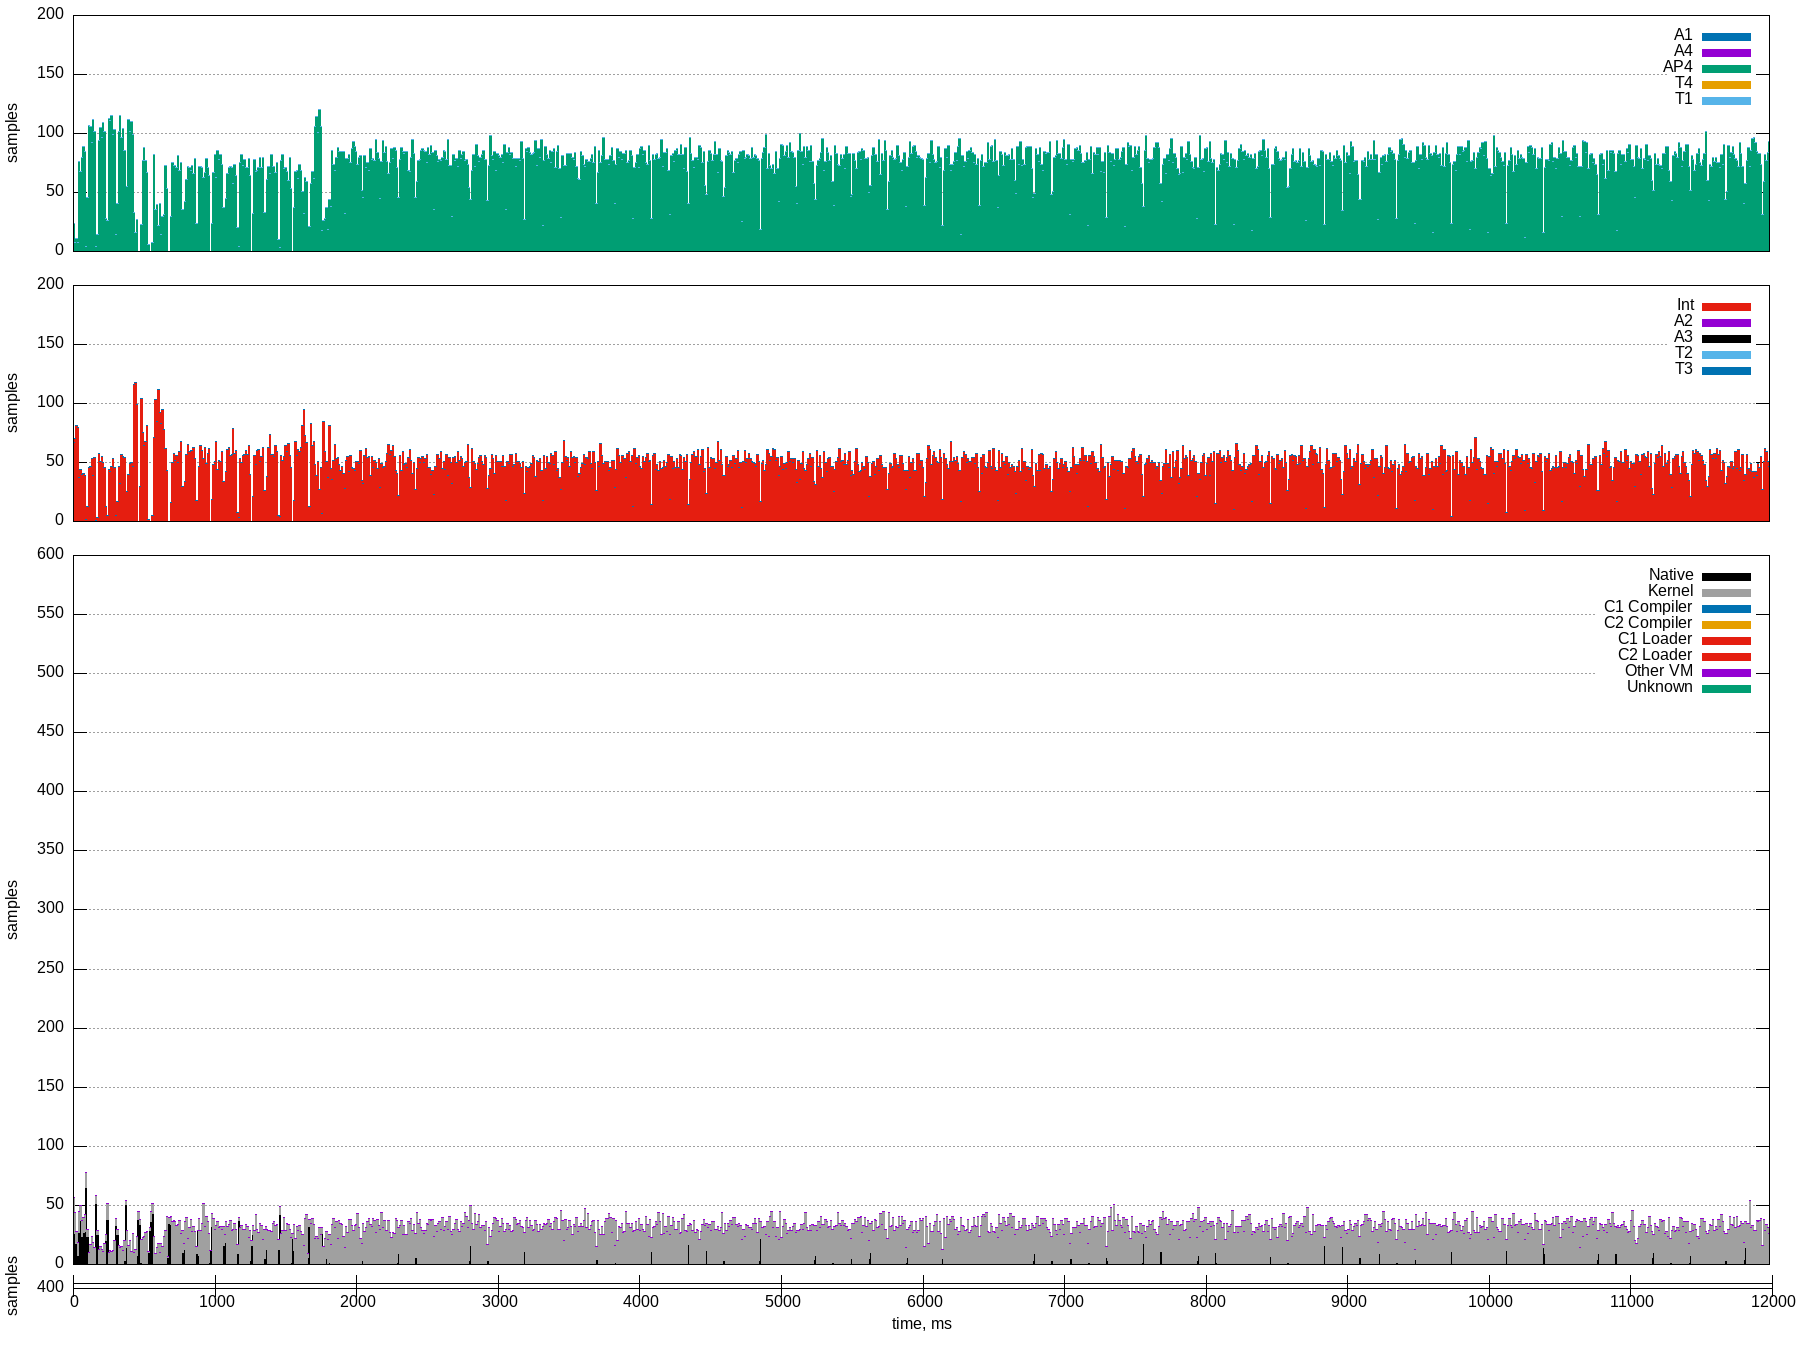 200
150
100
50
0
samples
A1
A4
AP4
T4
T1
200
150
100
50
0
samples
Int
A2
A3
T2
T3
600
550
500
450
400
350
300
250
200
150
100
50
0
samples
Native
Kernel
C1 Compiler
C2 Compiler
C1 Loader
C2 Loader
Other VM
Unknown
400
samples
0 1000 2000 3000 4000 5000 6000 7000 8000 9000 10000 11000 12000
time, ms